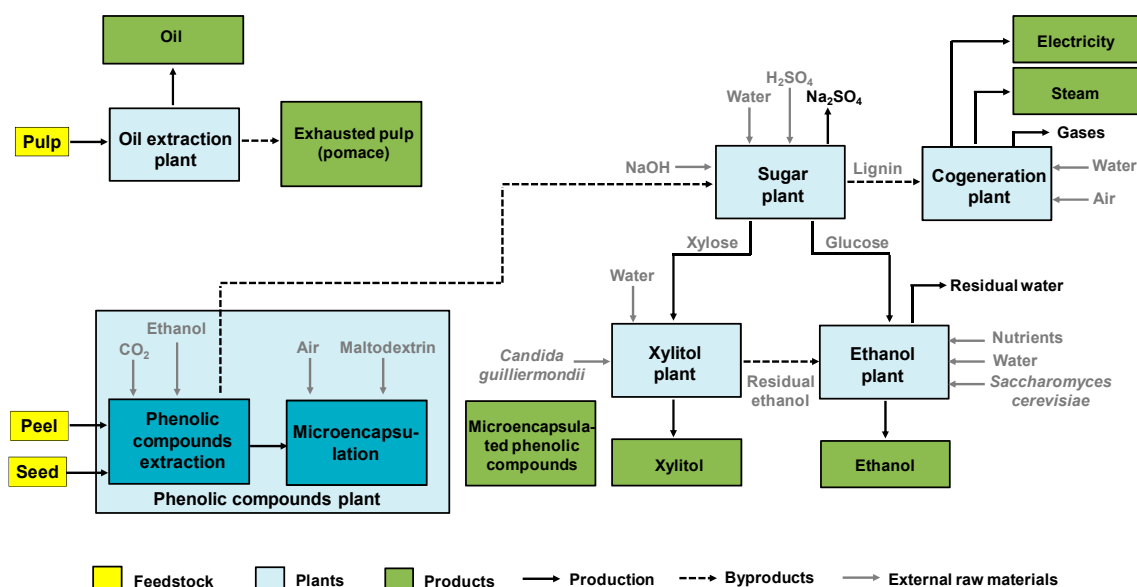 Oil
Pulp
Oil extraction
plant
Exhausted pulp
(pomace)
H₂SO₄
Water
Na₂SO₄
NaOH
Sugar
plant
Lignin
Electricity
Steam
Gases
Cogeneration
plant
Water
Air
Xylose
Glucose
Water
Residual water
Candida
guilliermondii
Xylitol
plant
Residual
ethanol
Ethanol
plant
Nutrients
Water
Saccharomyces
cerevisiae
Ethanol
CO₂
Air
Maltodextrin
Peel
Seed
Phenolic
compounds
extraction
Microencapsu-
lation
Phenolic compounds plant
Microencapsula-
ted phenolic
compounds
Xylitol
Ethanol
Feedstock
Plants
Products
Production
Byproducts
External raw materials